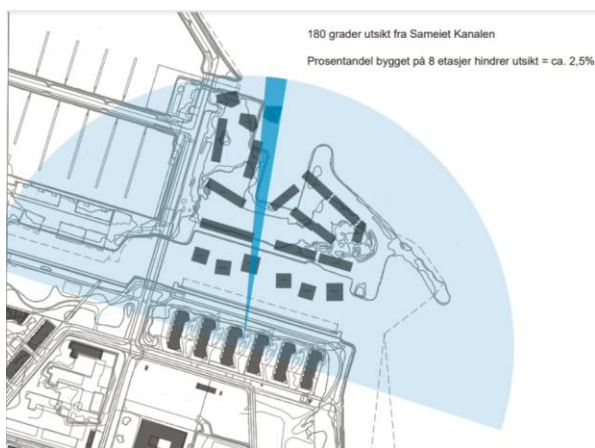 180 grader utsikt fra Sameiet Kanalen
Prosentandel bygget på 8 etasjer hindrer utsikt = ca. 2,5%